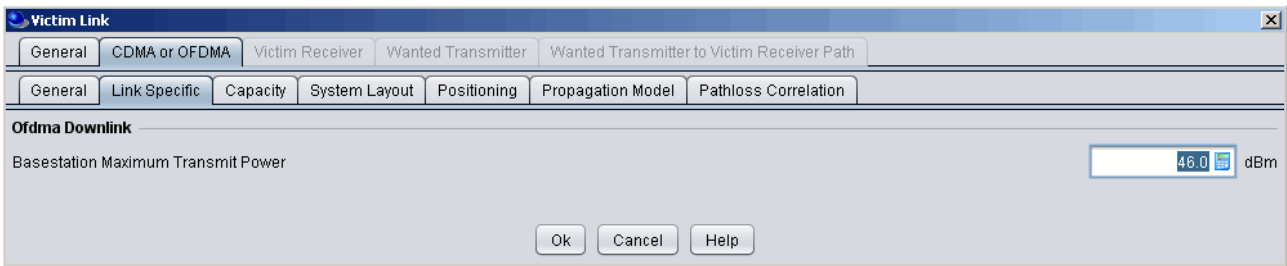 Victim Link
General CDMA or OFDMA Victim Receiver Wanted Transmitter Wanted Transmitter to Victim Receiver Path
General Link Specific Capacity System Layout Positioning Propagation Model Pathloss Correlation
Ofdma Downlink
Basestation Maximum Transmit Power 46.0 dBm
Ok Cancel Help